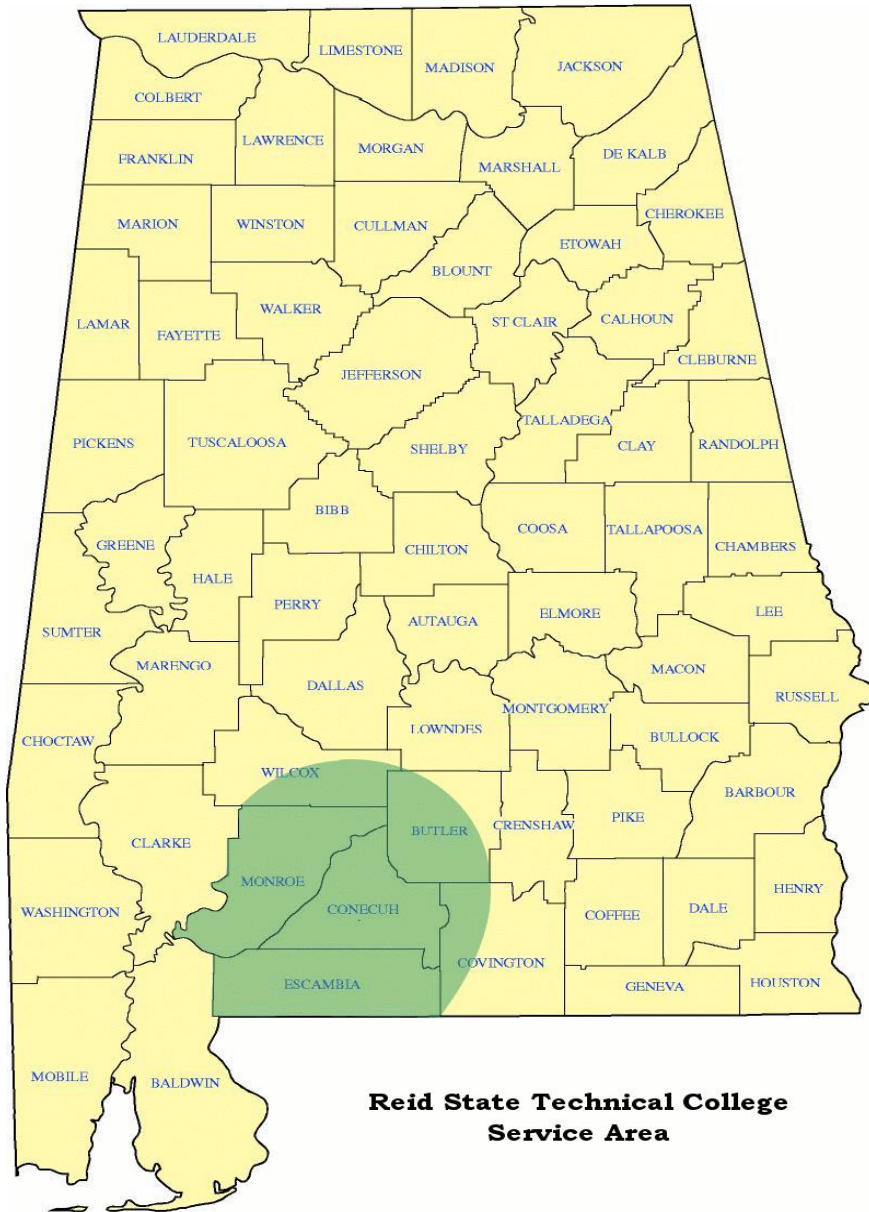 LAUDERDALE
LIMESTONE
MADISON
JACKSON
COLBERT
LAWRENCE
MORGAN
FRANKLIN
MARSHALL
DE KALB
CHEROKEE
MARION
WINSTON
CULLMAN
ETOWAH
BLOUNT
WALKER
ST CLAIR
CALHOUN
LAMAR
FAYETTE
CLEBURNE
JEFFERSON
TALLADEGA
PICKENS
TUSCALOOSA
SHELBY
CLAY
RANDOLPH
BIBB
GREENE
COOSA
TALLAPOOSA
CHAMBERS
CHILTON
HALE
PERRY
AUTAUGA
ELMORE
LEE
SUMTER
MARENGO
MACON
DALLAS
RUSSELL
MONTGOMERY
CHOCTAW
LOWNDES
BULLOCK
WILCOX
BARBOUR
CLARKE
BUTLER
CRENSHAW
PIKE
MONROE
HENRY
WASHINGTON
CONECUH
COFFEE
DALE
COVINGTON
ESCAMBIA
GENEVA
HOUSTON
MOBILE
BALDWIN
Reid State Technical College
Service Area